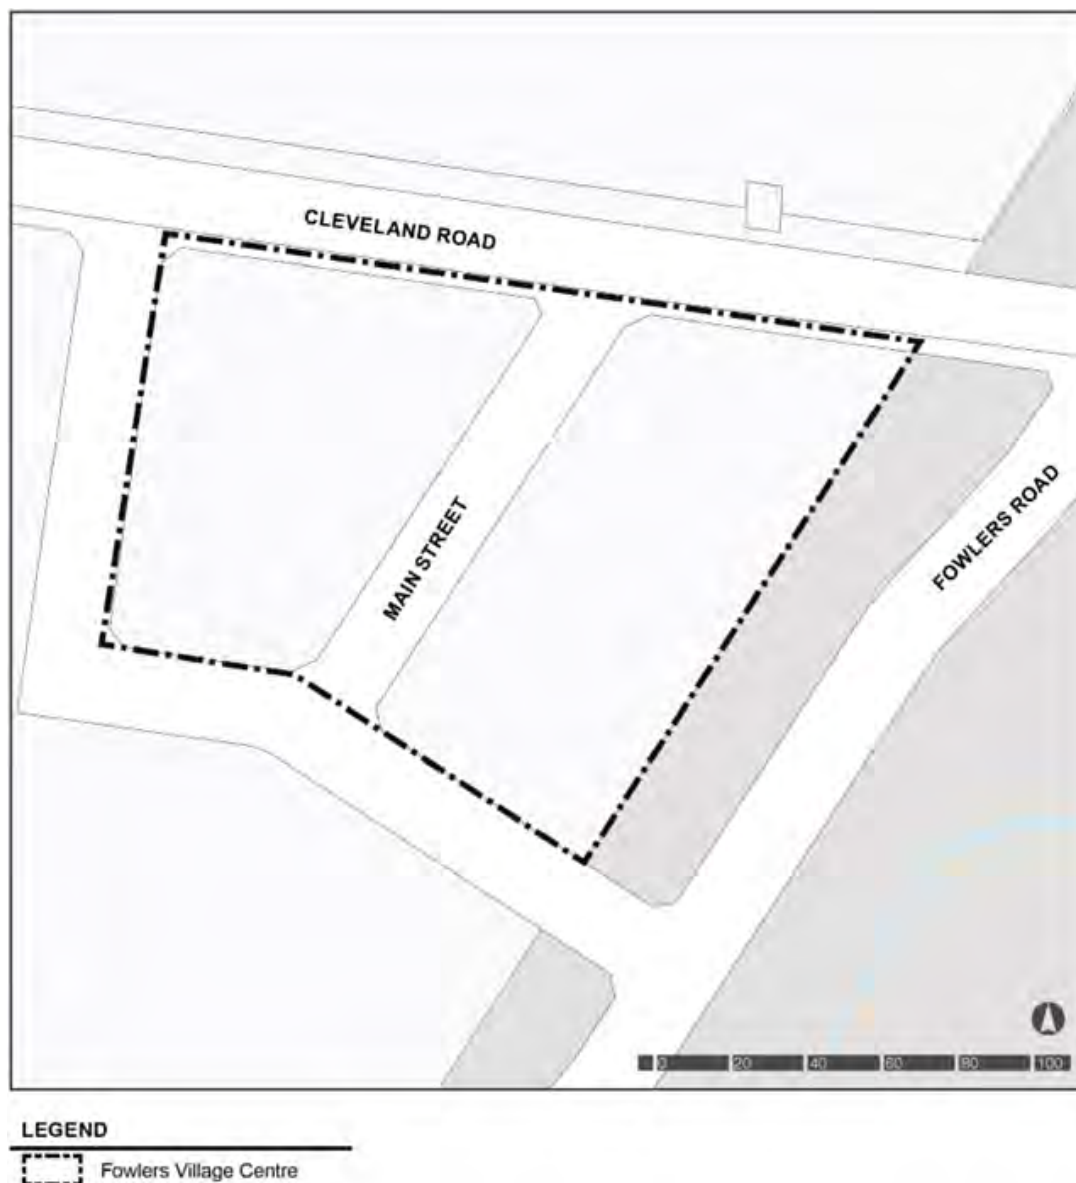 CLEVELAND ROAD
MAIN STREET
FOWLERS ROAD
0 20 40 60 80 100
LEGEND
Fowlers Village Centre